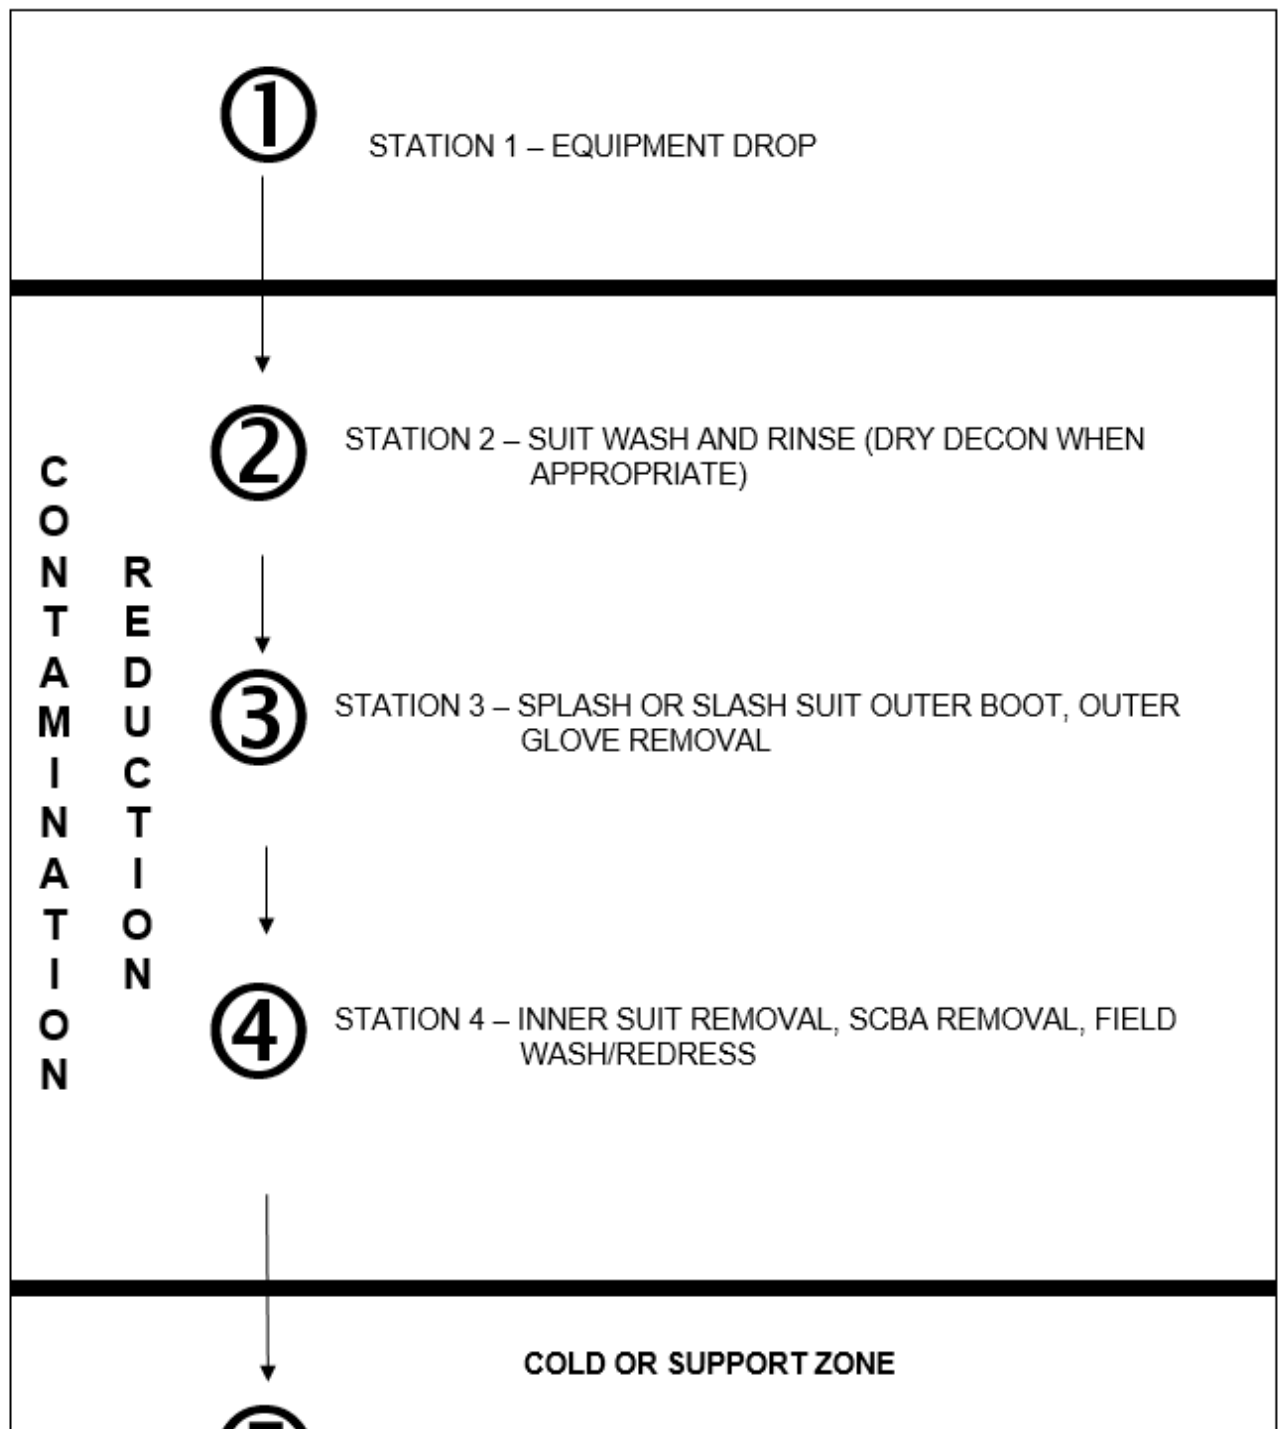 ①
STATION 1 – EQUIPMENT DROP
②
STATION 2 – SUIT WASH AND RINSE (DRY DECON WHEN
APPROPRIATE)
CONTAMINATION
REDUCTION
③
STATION 3 – SPLASH OR SLASH SUIT OUTER BOOT, OUTER
GLOVE REMOVAL
④
STATION 4 – INNER SUIT REMOVAL, SCBA REMOVAL, FIELD
WASH/REDRESS
COLD OR SUPPORT ZONE